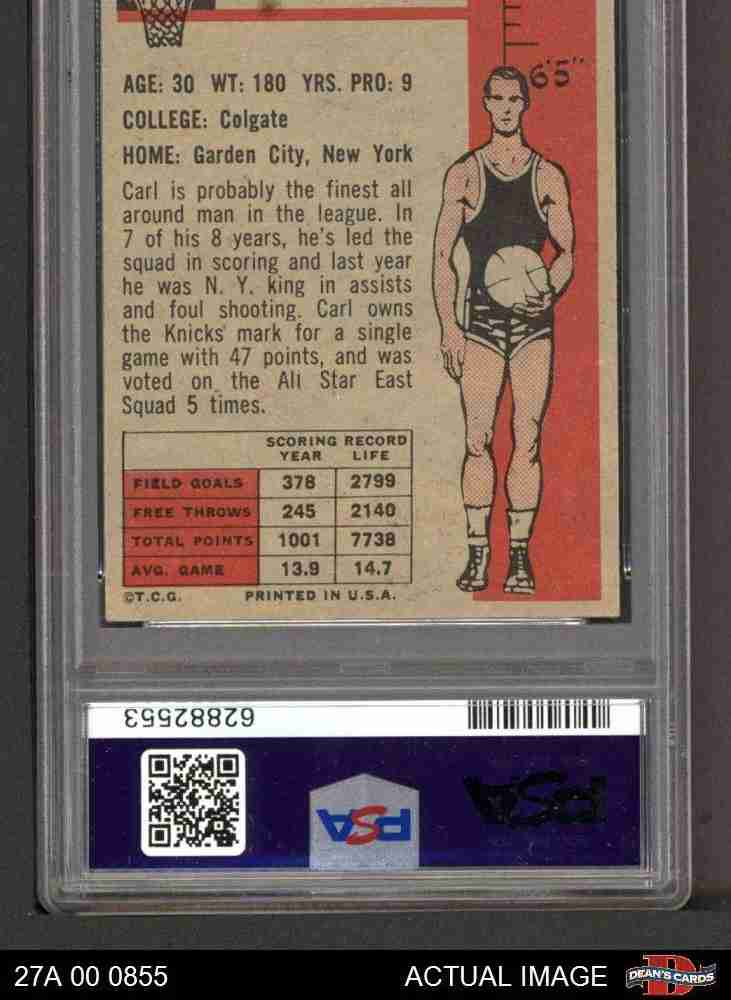 6'5"
AGE: 30 WT: 180 YRS. PRO: 9
COLLEGE: Colgate
HOME: Garden City, New York
Carl is probably the finest all
around man in the league. In
7 of his 8 years, he's led the
squad in scoring and last year
he was N. Y. king in assists
and foul shooting. Carl owns
the Knicks' mark for a single
game with 47 points, and was
voted on the All Star East
Squad 5 times.
SCORING RECORD
YEAR LIFE
FIELD GOALS 378 2799
FREE THROWS 245 2140
TOTAL POINTS 1001 7738
AVG. GAME 13.9 14.7
©T.C.G. PRINTED IN U.S.A.
62882553
PSA
PSA
27A 00 0855 ACTUAL IMAGE DEAN'S CARDS